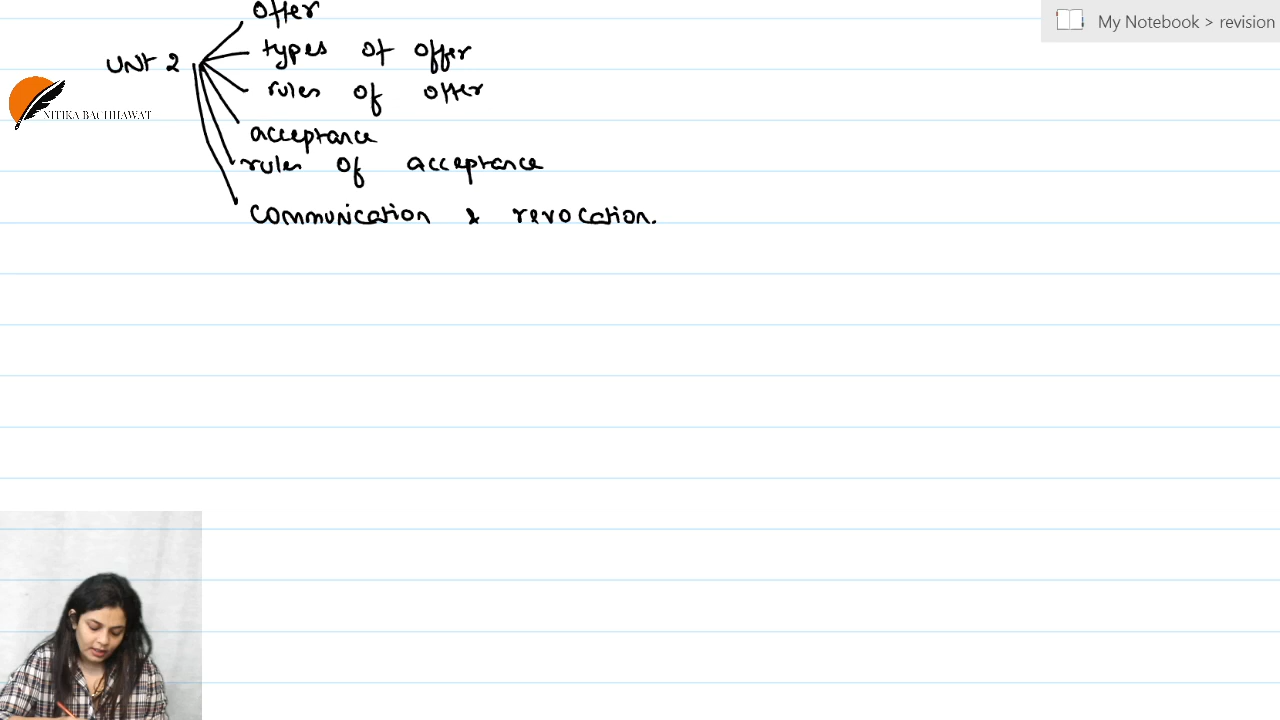 My Notebook > revision
offer
types of offer
UNIT 2
rules of offer
NITIKA BACHHAWAT
acceptance
rules of acceptance
communication & revocation.